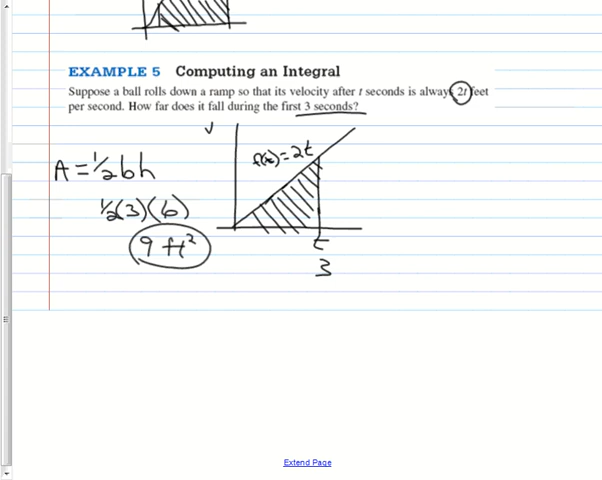 EXAMPLE 5 Computing an Integral
Suppose a ball rolls down a ramp so that its velocity after t seconds is always 2t feet
per second. How far does it fall during the first 3 seconds?
v
f(x)=2t
A = 1/2 bh
1/2(3)(6)
9 ft²
t
3
Extend Page